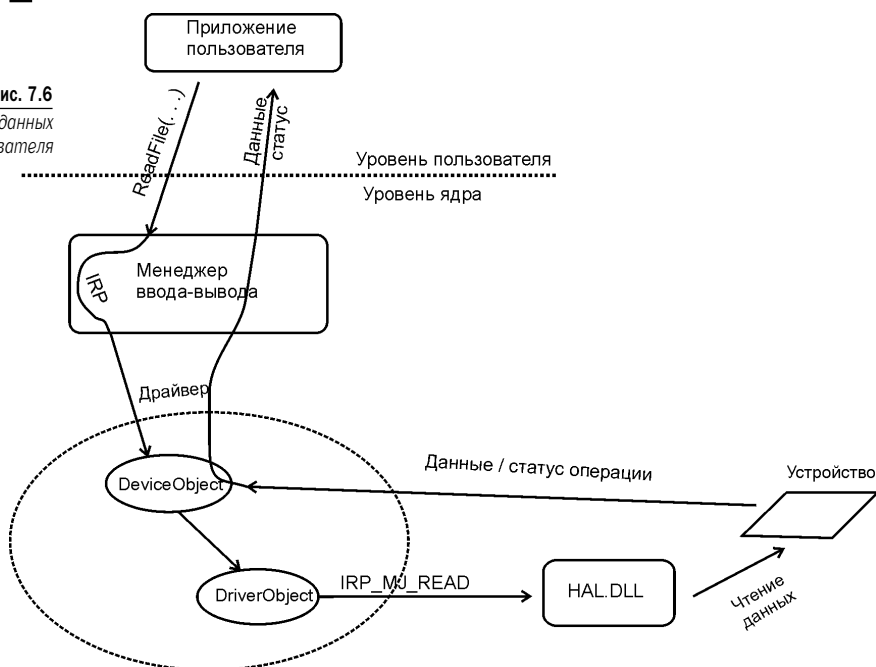 Приложение
пользователя
ис. 7.6
данных
вателя
ReadFile(. . .)
Данные
статус
Уровень пользователя
Уровень ядра
Менеджер
ввода-вывода
IRP
Драйвер
Данные / статус операции
Устройство
DeviceObject
DriverObject
IRP_MJ_READ
HAL.DLL
Чтение
данных